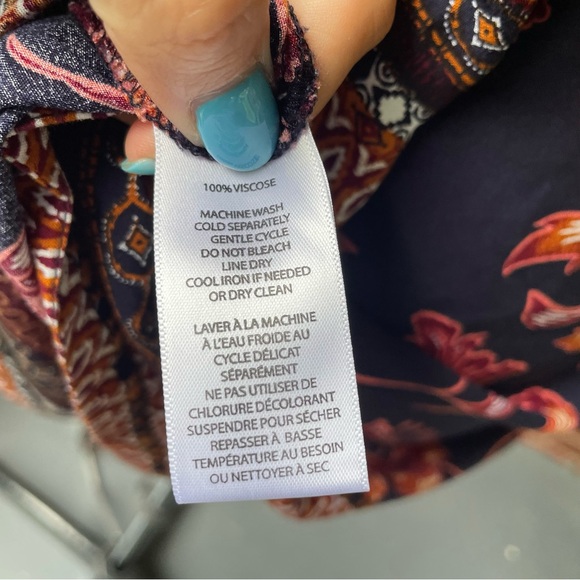 100% VISCOSE
MACHINE WASH
COLD SEPARATELY
GENTLE CYCLE
DO NOT BLEACH
LINE DRY
COOL IRON IF NEEDED
OR DRY CLEAN
LAVER À LA MACHINE
À L'EAU FROIDE AU
CYCLE DÉLICAT
SÉPARÉMENT
NE PAS UTILISER DE
CHLORURE DÉCOLORANT
SUSPENDRE POUR SÉCHER
REPASSER À BASSE
TEMPÉRATURE AU BESOIN
OU NETTOYER À SEC